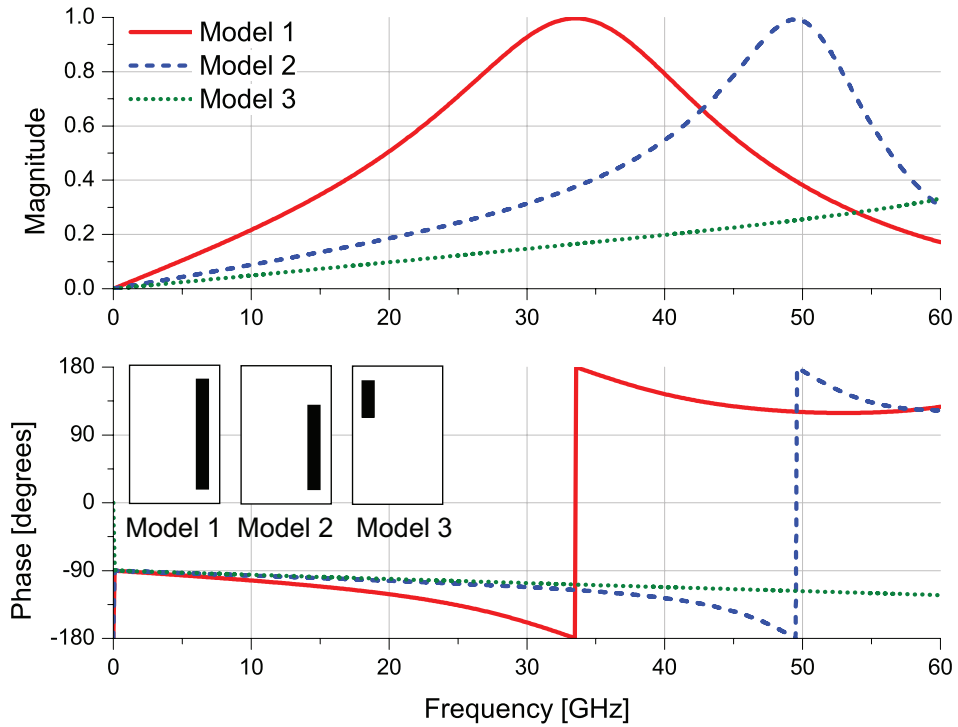 1.0
0.8
0.6
0.4
0.2
0.0
Magnitude
Model 1
Model 2
Model 3
0 10 20 30 40 50 60
180
90
0
-90
-180
Phase [degrees]
Model 1 Model 2 Model 3
0 10 20 30 40 50 60
Frequency [GHz]